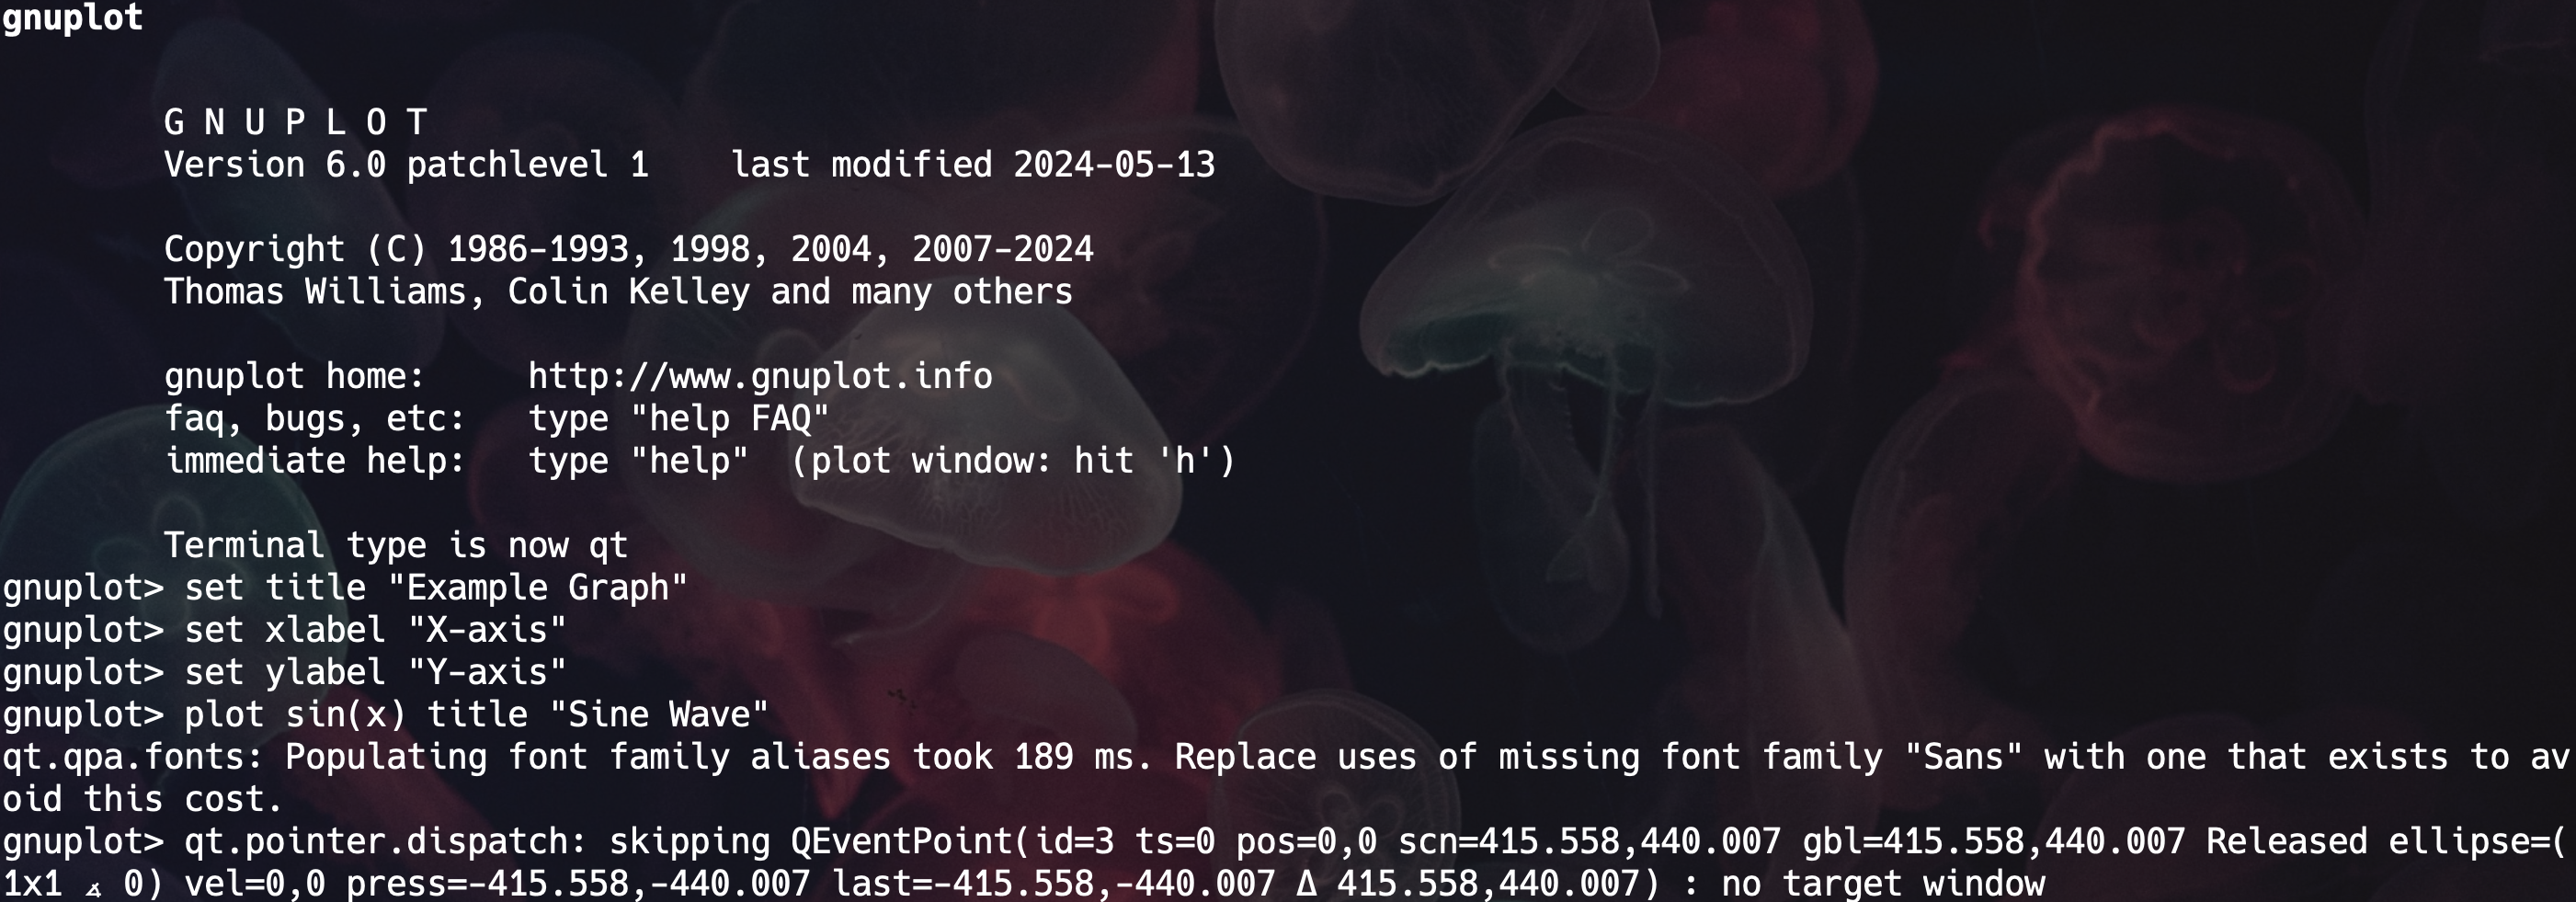 gnuplot
G N U P L O T
Version 6.0 patchlevel 1    last modified 2024-05-13
Copyright (C) 1986-1993, 1998, 2004, 2007-2024
Thomas Williams, Colin Kelley and many others
gnuplot home:     http://www.gnuplot.info
faq, bugs, etc:   type "help FAQ"
immediate help:   type "help"  (plot window: hit 'h')
Terminal type is now qt
gnuplot> set title "Example Graph"
gnuplot> set xlabel "X-axis"
gnuplot> set ylabel "Y-axis"
gnuplot> plot sin(x) title "Sine Wave"
qt.qpa.fonts: Populating font family aliases took 189 ms. Replace uses of missing font family "Sans" with one that exists to av
oid this cost.
gnuplot> qt.pointer.dispatch: skipping QEventPoint(id=3 ts=0 pos=0,0 scn=415.558,440.007 gbl=415.558,440.007 Released ellipse=(
1x1 ∡ 0) vel=0,0 press=-415.558,-440.007 last=-415.558,-440.007 Δ 415.558,440.007) : no target window